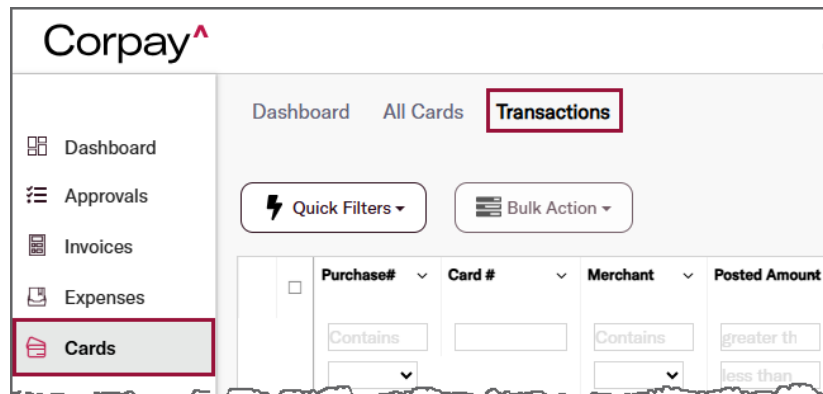 Corpay^
Dashboard All Cards Transactions
Dashboard
Approvals
Invoices
Expenses
Cards
Quick Filters Bulk Action
Purchase# Card # Merchant Posted Amount
Contains Contains greater th
less than